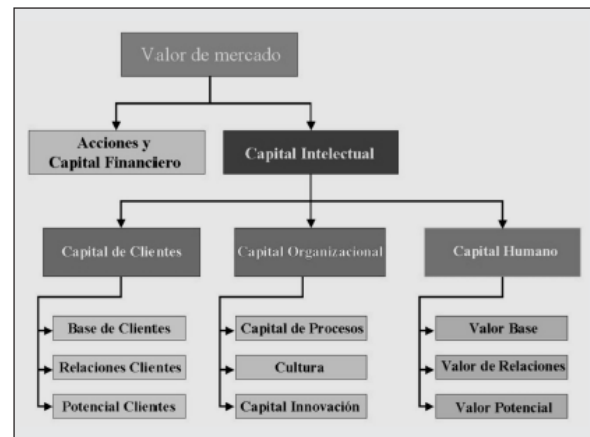 Valor de mercado
Acciones y
Capital Financiero
Capital Intelectual
Capital de Clientes
Capital Organizacional
Capital Humano
Base de Clientes
Relaciones Clientes
Potencial Clientes
Capital de Procesos
Cultura
Capital Innovación
Valor Base
Valor de Relaciones
Valor Potencial